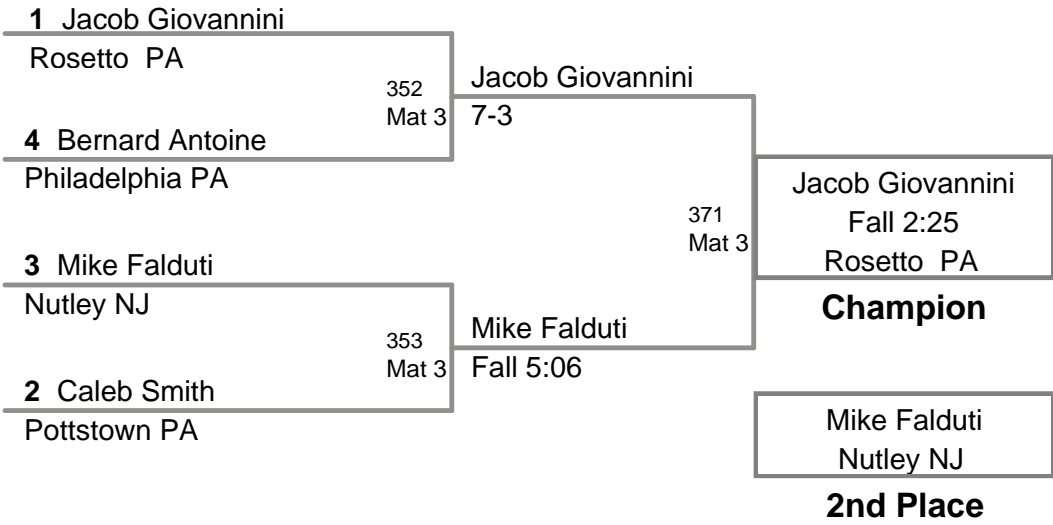 1 Jacob Giovannini
Rosetto PA
352
Mat 3
Jacob Giovannini
7-3
4 Bernard Antoine
Philadelphia PA
371
Mat 3
Jacob Giovannini
Fall 2:25
Rosetto PA
Champion
3 Mike Falduti
Nutley NJ
353
Mat 3
Mike Falduti
Fall 5:06
2 Caleb Smith
Pottstown PA
Mike Falduti
Nutley NJ
2nd Place